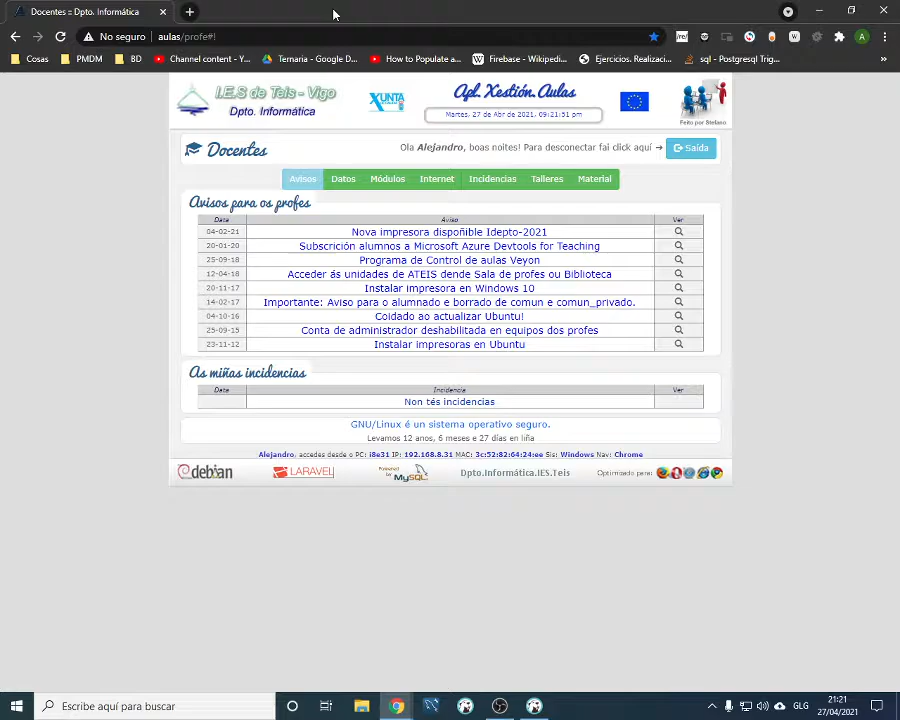 Docentes :: Dpto. Informática
No seguro
aulas/profe#!
Cosas
PMDM
BD
Channel content - Y...
Ternaria - Google D...
How to Populate a...
Firebase - Wikipedi...
Ejercicios. Realizaci...
sql - Postgresql Trig...
»
I.E.S de Teis - Vigo
Dpto. Informática
XUNTA
Apl. Xestión Aulas
Martes, 27 de Abr de 2021, 09:21:51 pm
Feito por Stefano
Docentes
Ola Alejandro, boas noites! Para desconectar fai click aquí →
Saída
Avisos
Datos
Módulos
Internet
Incidencias
Talleres
Material
Avisos para os profes
Data Aviso Ver
04-02-21 Nova impresora dispoñible Idepto-2021
20-01-20 Subscrición alumnos a Microsoft Azure Devtools for Teaching
25-09-18 Programa de Control de aulas Veyon
12-04-18 Acceder ás unidades de ATEIS dende Sala de profes ou Biblioteca
20-11-17 Instalar impresora en Windows 10
14-02-17 Importante: Aviso para o alumnado e borrado de comun e comun_privado.
04-10-16 Coidado ao actualizar Ubuntu!
25-09-15 Conta de administrador deshabilitada en equipos dos profes
23-11-12 Instalar impresoras en Ubuntu
As miñas incidencias
Data Incidencia Ver
Non tés incidencias
GNU/Linux é un sistema operativo seguro.
Levamos 12 anos, 6 meses e 27 días en liña
Alejandro, accedes desde o PC: i8e31 IP: 192.168.8.31 MAC: 3c:52:82:64:24:ee Sis: Windows Nav: Chrome
debian
LARAVEL
Powered by MySQL
Dpto.Informática.IES.Teis
Optimizado para:
Escribe aquí para buscar
GLG
21:21
27/04/2021